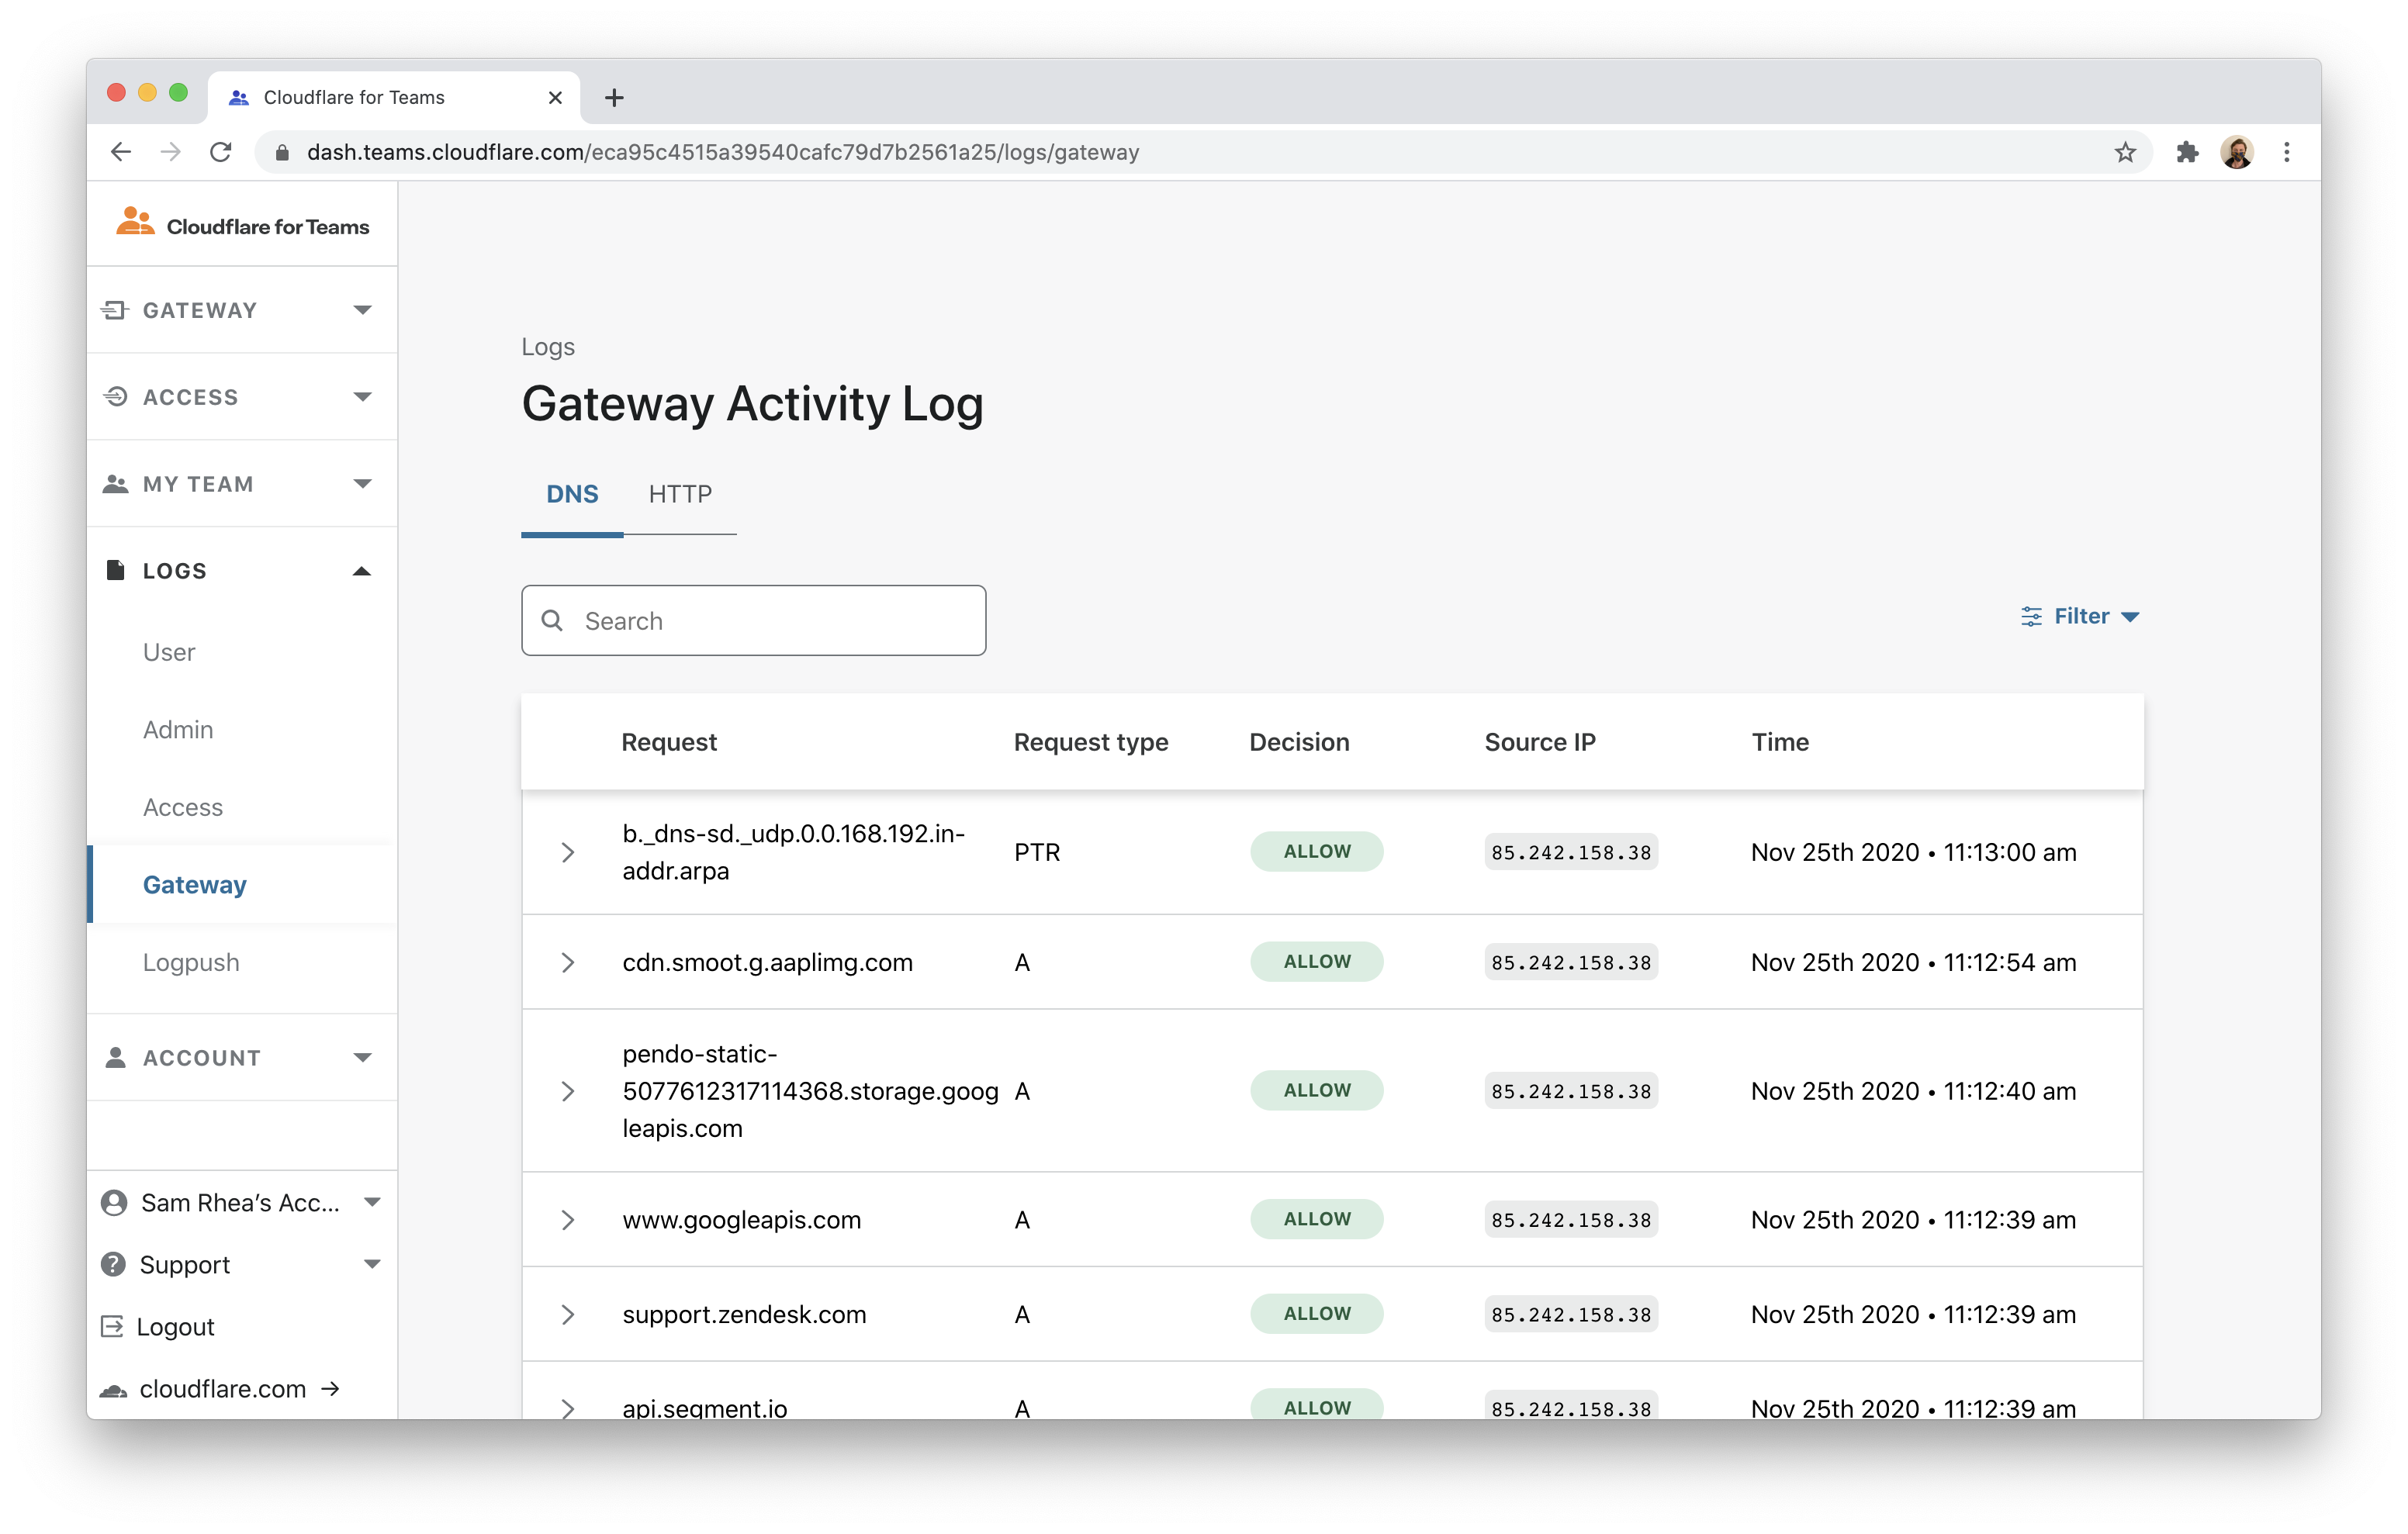 Cloudflare for Teams
dash.teams.cloudflare.com/eca95c4515a39540cafc79d7b2561a25/logs/gateway
Cloudflare for Teams
GATEWAY
ACCESS
MY TEAM
LOGS
User
Admin
Access
Gateway
Logpush
ACCOUNT
Sam Rhea’s Acc...
Support
Logout
cloudflare.com →
Logs
Gateway Activity Log
DNS HTTP
Search
Filter
Request Request type Decision Source IP Time
b._dns-sd._udp.0.0.168.192.in-
addr.arpa PTR ALLOW 85.242.158.38 Nov 25th 2020 • 11:13:00 am
cdn.smoot.g.aaplimg.com A ALLOW 85.242.158.38 Nov 25th 2020 • 11:12:54 am
pendo-static-
5077612317114368.storage.goog A ALLOW 85.242.158.38 Nov 25th 2020 • 11:12:40 am
leapis.com
www.googleapis.com A ALLOW 85.242.158.38 Nov 25th 2020 • 11:12:39 am
support.zendesk.com A ALLOW 85.242.158.38 Nov 25th 2020 • 11:12:39 am
api.segment.io A ALLOW 85.242.158.38 Nov 25th 2020 • 11:12:39 am